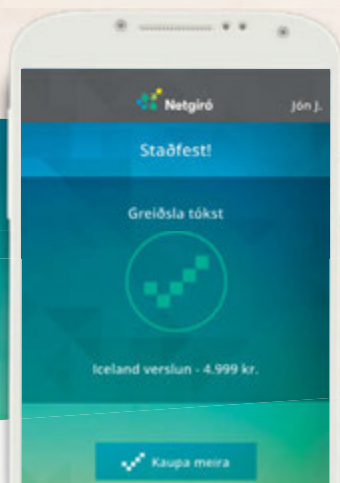 Netgíró
Jón J.
Staðfest!
Greiðsla tókst
Iceland verslun - 4.999 kr.
Kaupa meira